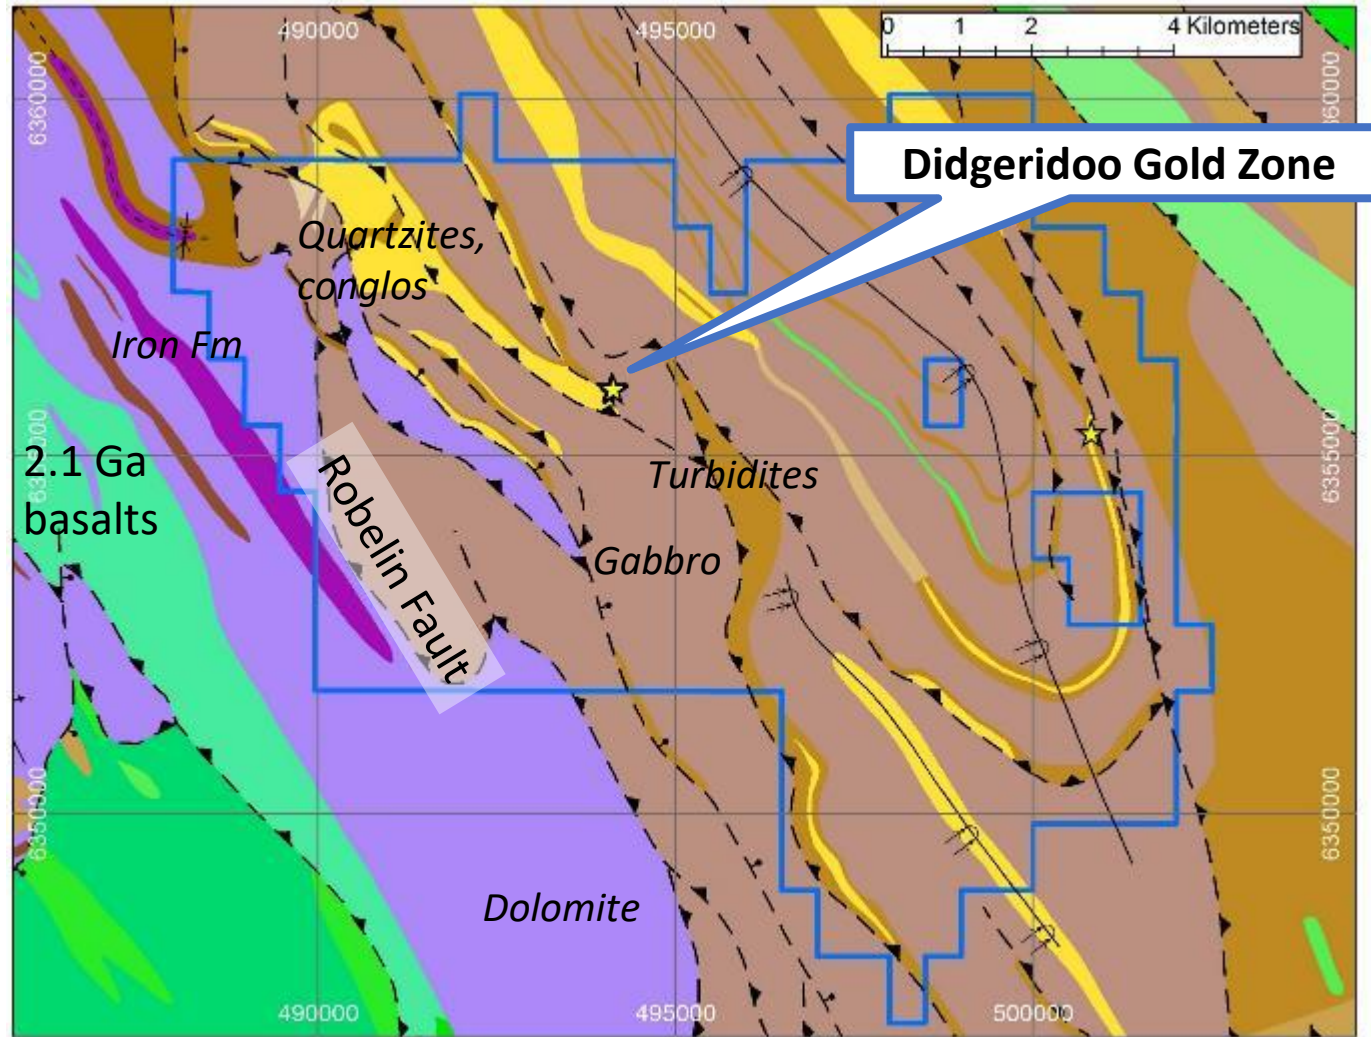 490000
495000
0 1 2 4 Kilometers
6360000
6360000
Didgeridoo Gold Zone
Quartzites,
conglos
Iron Fm
6355000
6355000
2.1 Ga
basalts
Robelin Fault
Turbidites
Gabbro
6350000
6350000
Dolomite
490000
495000
500000